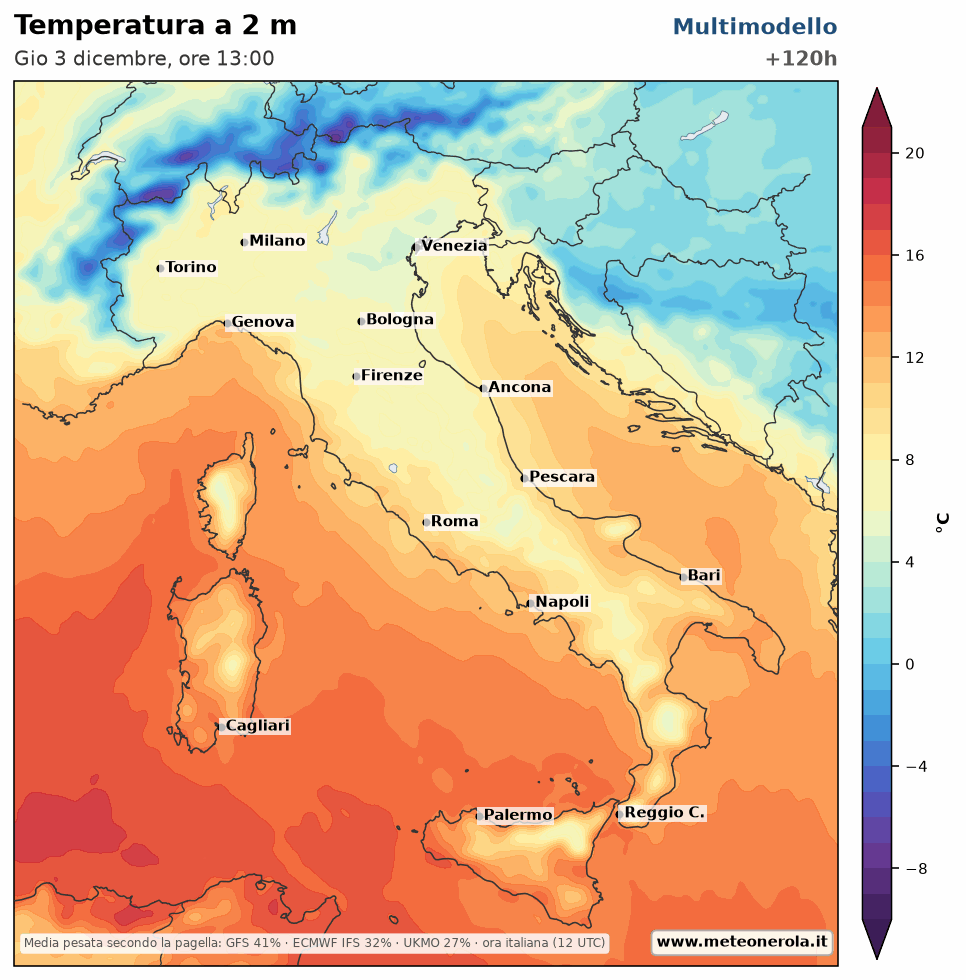 Temperatura a 2 m
Multimodello
Gio 3 dicembre, ore 13:00
+120h
Milano
Venezia
Torino
Genova
Bologna
Firenze
Ancona
Pescara
Roma
Bari
Napoli
Cagliari
Palermo
Reggio C.
20
16
12
8
4
0
−4
−8
°C
Media pesata secondo la pagella: GFS 41% · ECMWF IFS 32% · UKMO 27% · ora italiana (12 UTC)
www.meteonerola.it